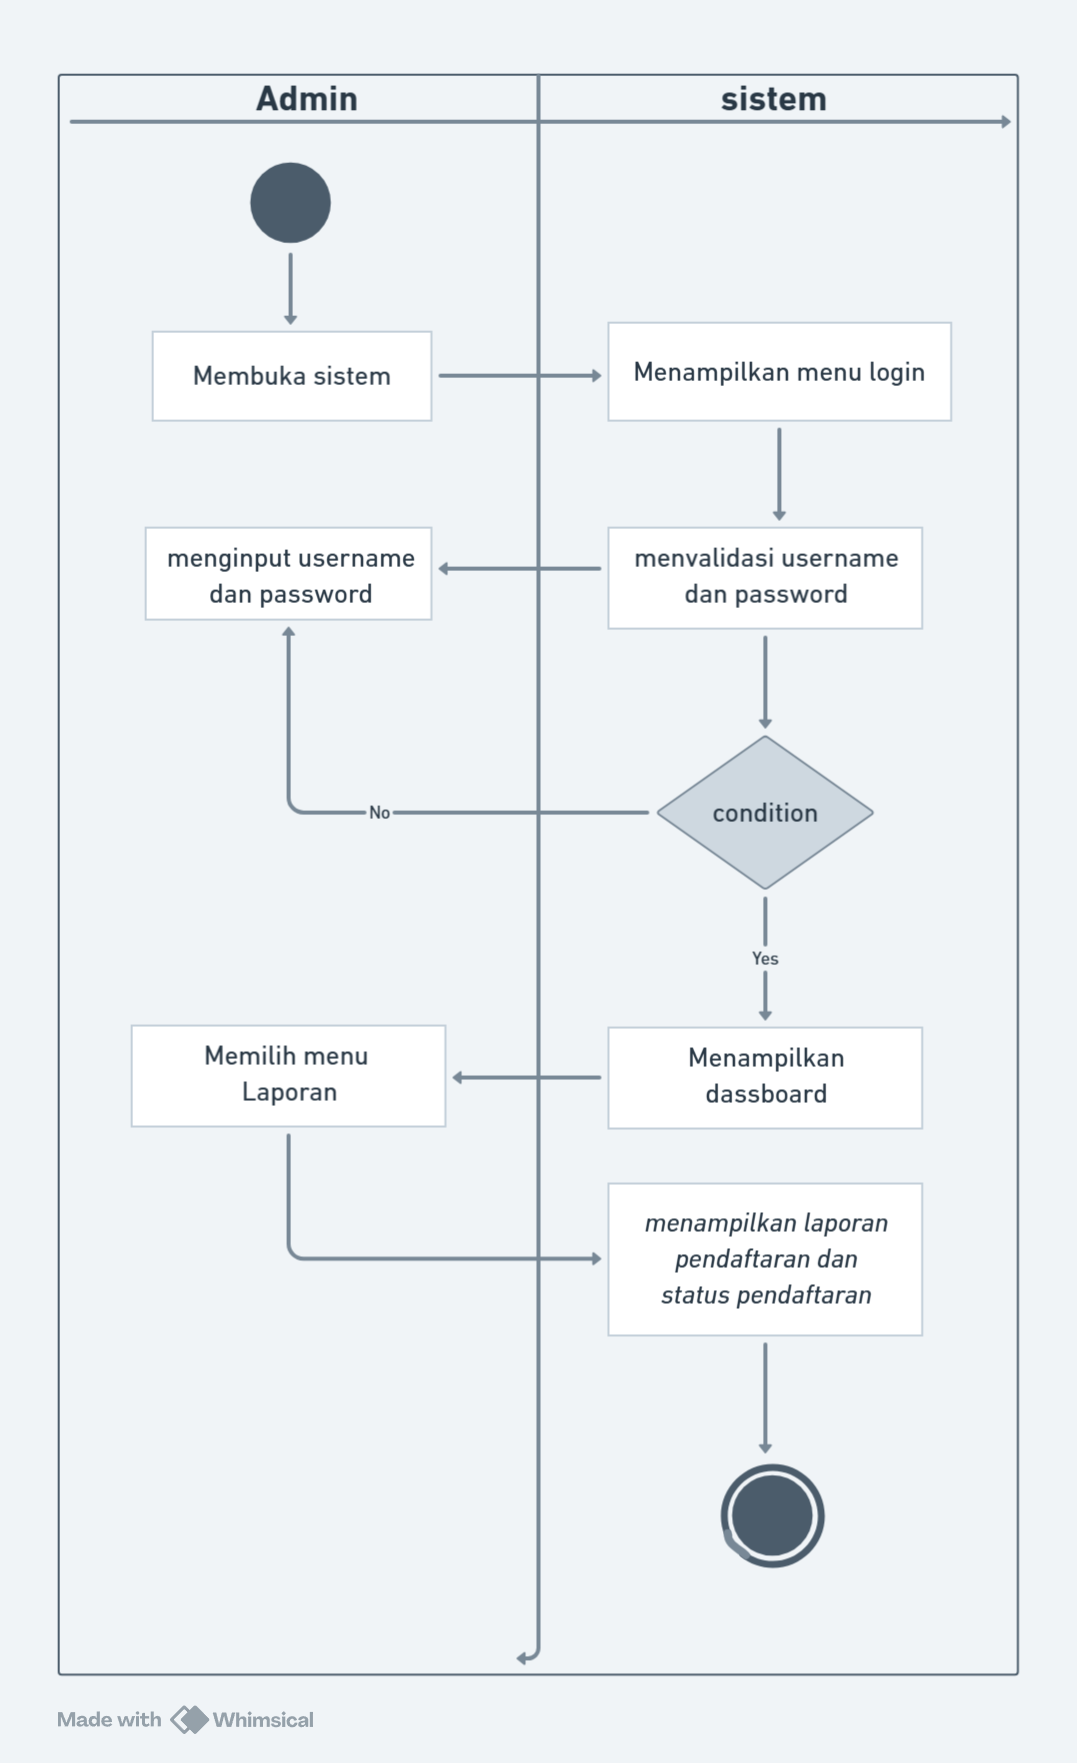 Admin
sistem
Membuka sistem
Menampilkan menu login
menginput username
dan password
menvalidasi username
dan password
condition
No
Yes
Memilih menu
Laporan
Menampilkan
dassboard
menampilkan laporan
pendaftaran dan
status pendaftaran
Made with Whimsical